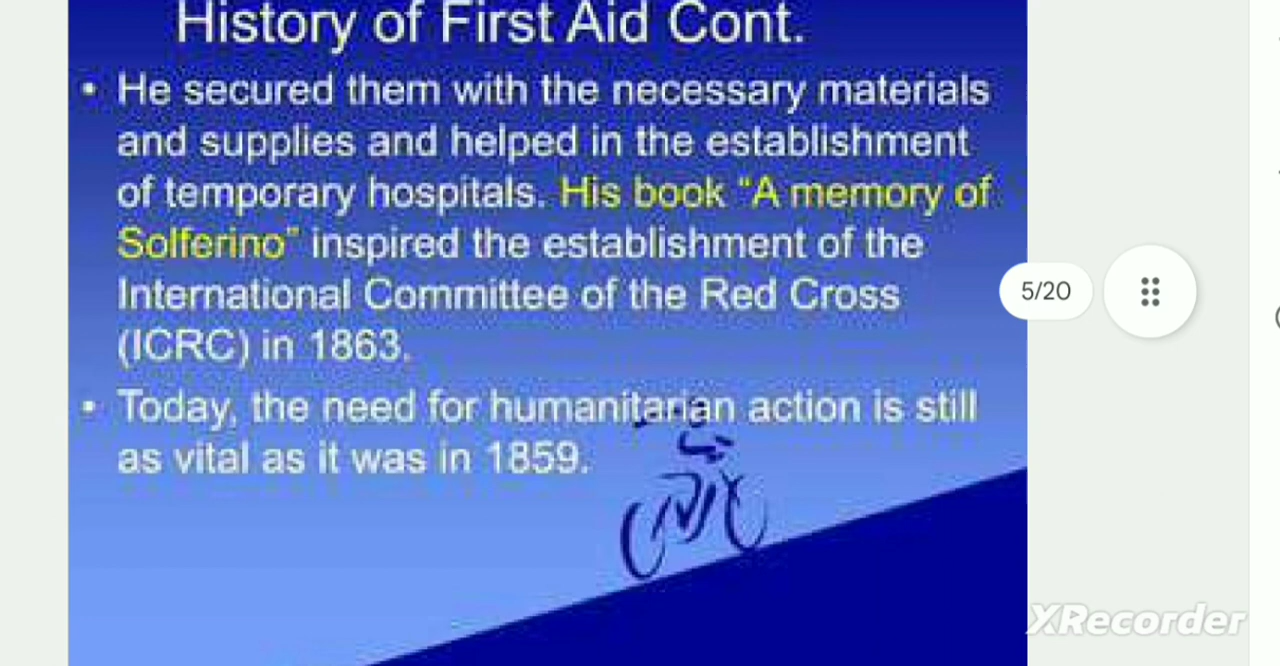 History of First Aid Cont.
• He secured them with the necessary materials
and supplies and helped in the establishment
of temporary hospitals. His book “A memory of
Solferino” inspired the establishment of the
International Committee of the Red Cross
(ICRC) in 1863.
• Today, the need for humanitarian action is still
as vital as it was in 1859.
5/20
XRecorder